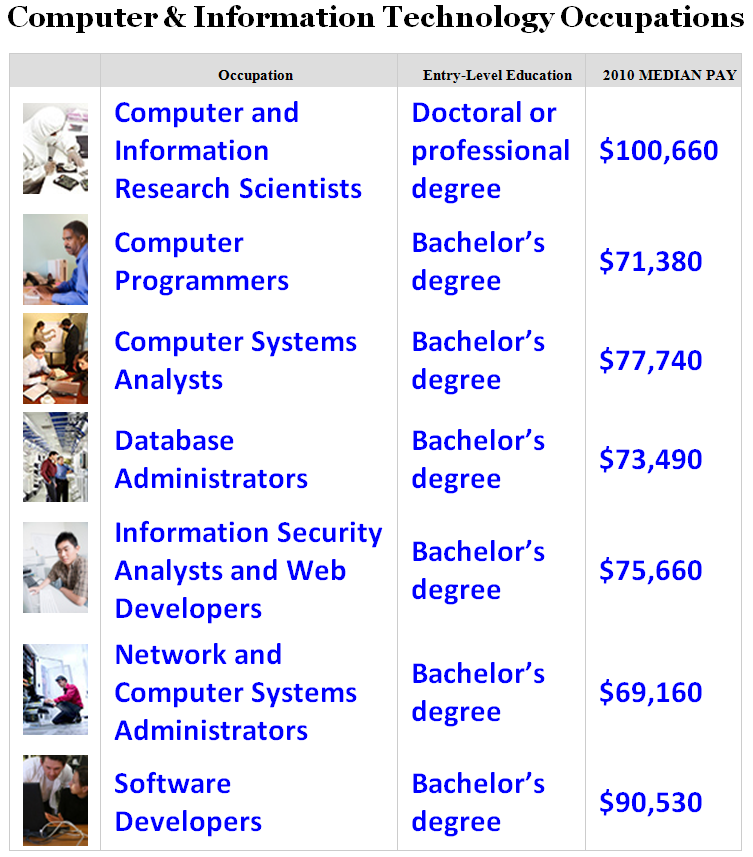 Computer & Information Technology Occupations
Occupation Entry-Level Education 2010 MEDIAN PAY
Computer and
Information
Research Scientists
Doctoral or
professional
degree
$100,660
Computer
Programmers
Bachelor’s
degree
$71,380
Computer Systems
Analysts
Bachelor’s
degree
$77,740
Database
Administrators
Bachelor’s
degree
$73,490
Information Security
Analysts and Web
Developers
Bachelor’s
degree
$75,660
Network and
Computer Systems
Administrators
Bachelor’s
degree
$69,160
Software
Developers
Bachelor’s
degree
$90,530